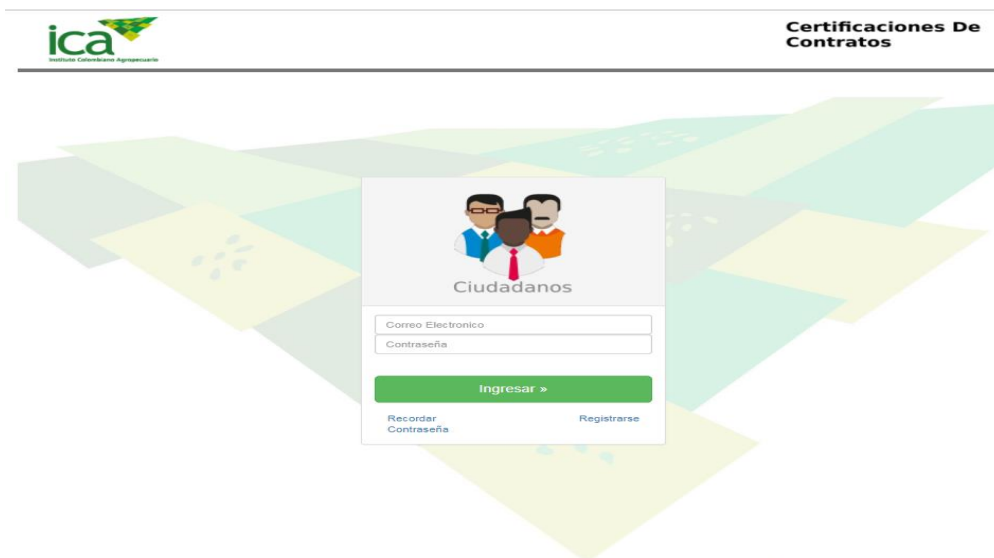 ica
Instituto Colombiano Agropecuario
Certificaciones De
Contratos
Ciudadanos
Correo Electronico
Contraseña
Ingresar »
Recordar
Contraseña
Registrarse